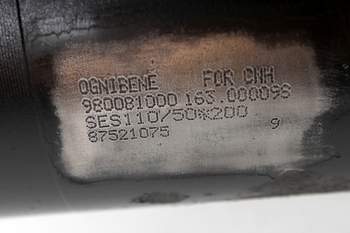 OGNIBENE FOR CNH
980081000 163.000098
SES110/50*200
87521075 9